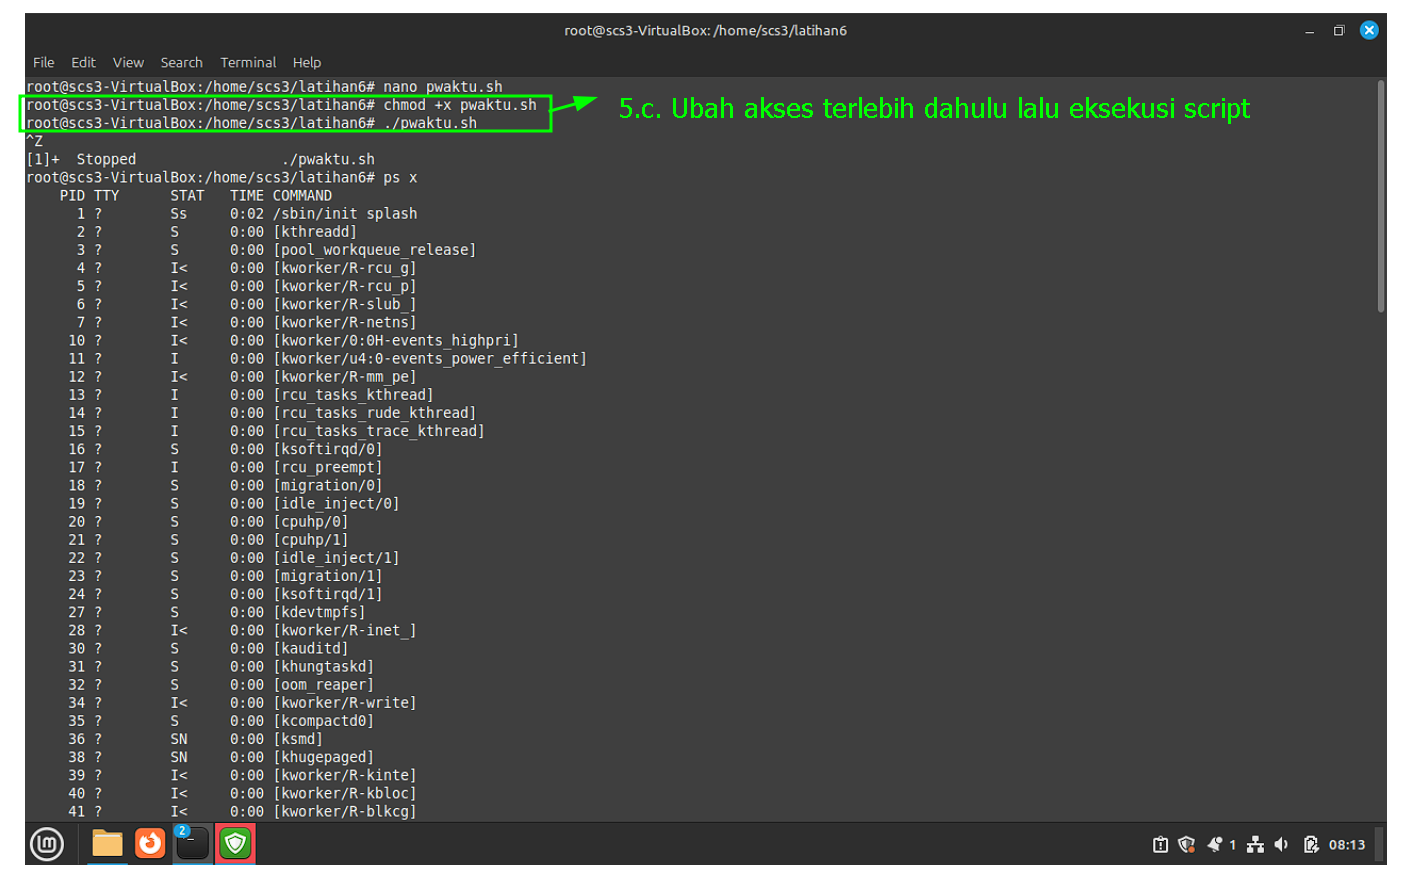 root@scs3-VirtualBox: /home/scs3/latihan6
File Edit View Search Terminal Help
root@scs3-VirtualBox:/home/scs3/latihan6# nano pwaktu.sh
root@scs3-VirtualBox:/home/scs3/latihan6# chmod +x pwaktu.sh
5.c. Ubah akses terlebih dahulu lalu eksekusi script
root@scs3-VirtualBox:/home/scs3/latihan6# ./pwaktu.sh
^Z
[1]+  Stopped                 ./pwaktu.sh
root@scs3-VirtualBox:/home/scs3/latihan6# ps x
    PID TTY      STAT   TIME COMMAND
      1 ?        Ss     0:02 /sbin/init splash
      2 ?        S      0:00 [kthreadd]
      3 ?        S      0:00 [pool_workqueue_release]
      4 ?        I<     0:00 [kworker/R-rcu_g]
      5 ?        I<     0:00 [kworker/R-rcu_p]
      6 ?        I<     0:00 [kworker/R-slub_]
      7 ?        I<     0:00 [kworker/R-netns]
     10 ?        I<     0:00 [kworker/0:0H-events_highpri]
     11 ?        I      0:00 [kworker/u4:0-events_power_efficient]
     12 ?        I<     0:00 [kworker/R-mm_pe]
     13 ?        I      0:00 [rcu_tasks_kthread]
     14 ?        I      0:00 [rcu_tasks_rude_kthread]
     15 ?        I      0:00 [rcu_tasks_trace_kthread]
     16 ?        S      0:00 [ksoftirqd/0]
     17 ?        I      0:00 [rcu_preempt]
     18 ?        S      0:00 [migration/0]
     19 ?        S      0:00 [idle_inject/0]
     20 ?        S      0:00 [cpuhp/0]
     21 ?        S      0:00 [cpuhp/1]
     22 ?        S      0:00 [idle_inject/1]
     23 ?        S      0:00 [migration/1]
     24 ?        S      0:00 [ksoftirqd/1]
     27 ?        S      0:00 [kdevtmpfs]
     28 ?        I<     0:00 [kworker/R-inet_]
     30 ?        S      0:00 [kauditd]
     31 ?        S      0:00 [khungtaskd]
     32 ?        S      0:00 [oom_reaper]
     34 ?        I<     0:00 [kworker/R-write]
     35 ?        S      0:00 [kcompactd0]
     36 ?        SN     0:00 [ksmd]
     38 ?        SN     0:00 [khugepaged]
     39 ?        I<     0:00 [kworker/R-kinte]
     40 ?        I<     0:00 [kworker/R-kbloc]
     41 ?        I<     0:00 [kworker/R-blkcg]
2
1 08:13